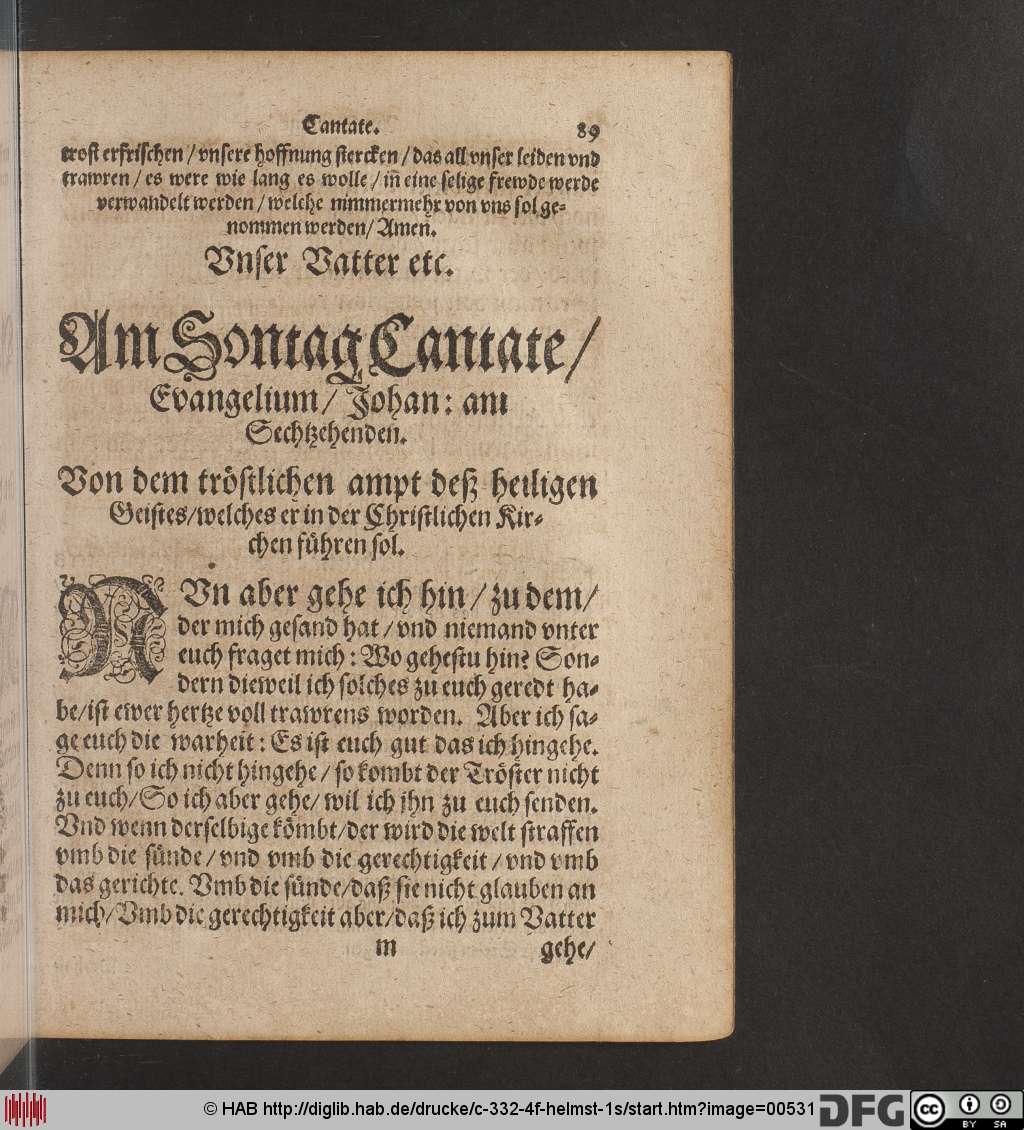 Cantate. 89
trost erfrischen / vnsere hoffnung stercken / das all vnser leiden vnd
trawren / es were wie lang es wolle / in̄ eine selige frewde werde
verwandelt werden / welche nimmermehr von vns sol ge-
nommen werden / Amen.
Vnser Vatter etc.
Am Sontag Cantate /
Evangelium / Johan: am
Sechtzehenden.
Von dem tröstlichen ampt deß heiligen
Geistes / welches er in der Christlichen Kir-
chen führen sol.
NVn aber gehe ich hin / zu dem /
der mich gesand hat / vnd niemand vnter
euch fraget mich : Wo gehestu hin? Son-
dern dieweil ich solches zu euch geredt ha-
be / ist ewer hertze voll trawrens worden. Aber ich sa-
ge euch die warheit : Es ist euch gut das ich hingehe.
Denn so ich nicht hingehe / so kombt der Tröster nicht
zu euch / So ich aber gehe / wil ich jhn zu euch senden.
Vnd wenn derselbige kömbt / der wird die welt straffen
vmb die sünde / vnd vmb die gerechtigkeit / vnd vmb
das gerichte. Vmb die sünde / daß sie nicht glauben an
mich / Vmb die gerechtigkeit aber / daß ich zum Vatter
m gehe /
© HAB http://diglib.hab.de/drucke/c-332-4f-helmst-1s/start.htm?image=00531 DFG cc BY SA